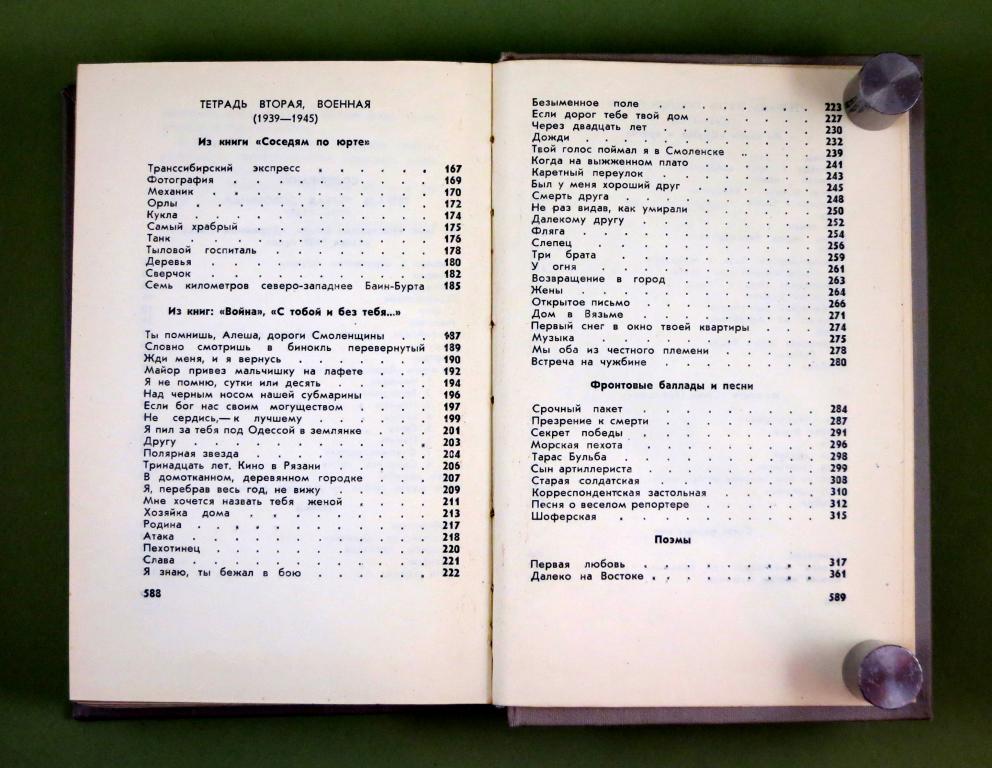 ТЕТРАДЬ ВТОРАЯ, ВОЕННАЯ
(1939—1945)
Из книги «Соседям по юрте»
Транссибирский экспресс . . . . . 167
Фотография . . . . . . . . 169
Механик . . . . . . . . . 170
Орлы . . . . . . . . . . 172
Кукла . . . . . . . . . . 174
Самый храбрый . . . . . . . 175
Танк . . . . . . . . . . 176
Тыловой госпиталь . . . . . . . 178
Деревья . . . . . . . . . 180
Сверчок . . . . . . . . . 182
Семь километров северо-западнее Баин-Бурта 185
Из книг: «Война», «С тобой и без тебя...»
Ты помнишь, Алеша, дороги Смоленщины . . 187
Словно смотришь в бинокль перевернутый 189
Жди меня, и я вернусь . . . . . . 190
Майор привез мальчишку на лафете . . . 192
Я не помню, сутки или десять . . . . . 194
Над черным носом нашей субмарины . . . 196
Если бог нас своим могуществом . . . . 197
Не сердись,— к лучшему . . . . . . 199
Я пил за тебя под Одессой в землянке . . . 201
Другу . . . . . . . . . . 203
Полярная звезда . . . . . . . 204
Тринадцать лет. Кино в Рязани . . . . . 206
В домотканом, деревянном городке . . . 207
Я, перебрав весь год, не вижу . . . . . 209
Мне хочется назвать тебя женой . . . . 211
Хозяйка дома . . . . . . . . 213
Родина . . . . . . . . . . 217
Атака . . . . . . . . . . 218
Пехотинец . . . . . . . . . 220
Слава . . . . . . . . . . 221
Я знаю, ты бежал в бою . . . . . 222
588
Безыменное поле . . . . . . . 223
Если дорог тебе твой дом . . . . . 227
Через двадцать лет . . . . . . . 230
Дожди . . . . . . . . . . 232
Твой голос поймал я в Смоленске . . . . 239
Когда на выжженном плато . . . . . 241
Каретный переулок . . . . . . . 243
Был у меня хороший друг . . . . . 245
Смерть друга . . . . . . . . 248
Не раз видав, как умирали . . . . . 250
Далекому другу . . . . . . . 252
Фляга . . . . . . . . . . 254
Слепец . . . . . . . . . . 256
Три брата . . . . . . . . . 259
У огня . . . . . . . . . . 261
Возвращение в город . . . . . . 263
Жены . . . . . . . . . . 264
Открытое письмо . . . . . . . 266
Дом в Вязьме . . . . . . . . 271
Первый снег в окно твоей квартиры . . . 274
Музыка . . . . . . . . . . 275
Мы оба из честного племени . . . . . 278
Встреча на чужбине . . . . . . . 280
Фронтовые баллады и песни
Срочный пакет . . . . . . . . 284
Презрение к смерти . . . . . . . 287
Секрет победы . . . . . . . . 291
Морская пехота . . . . . . . . 296
Тарас Бульба . . . . . . . . 298
Сын артиллериста . . . . . . . 299
Старая солдатская . . . . . . . 308
Корреспондентская застольная . . . . . 310
Песня о веселом репортере . . . . . 312
Шоферская . . . . . . . . . 315
Поэмы
Первая любовь . . . . . . . . 317
Далеко на Востоке . . . . . . . 361
589